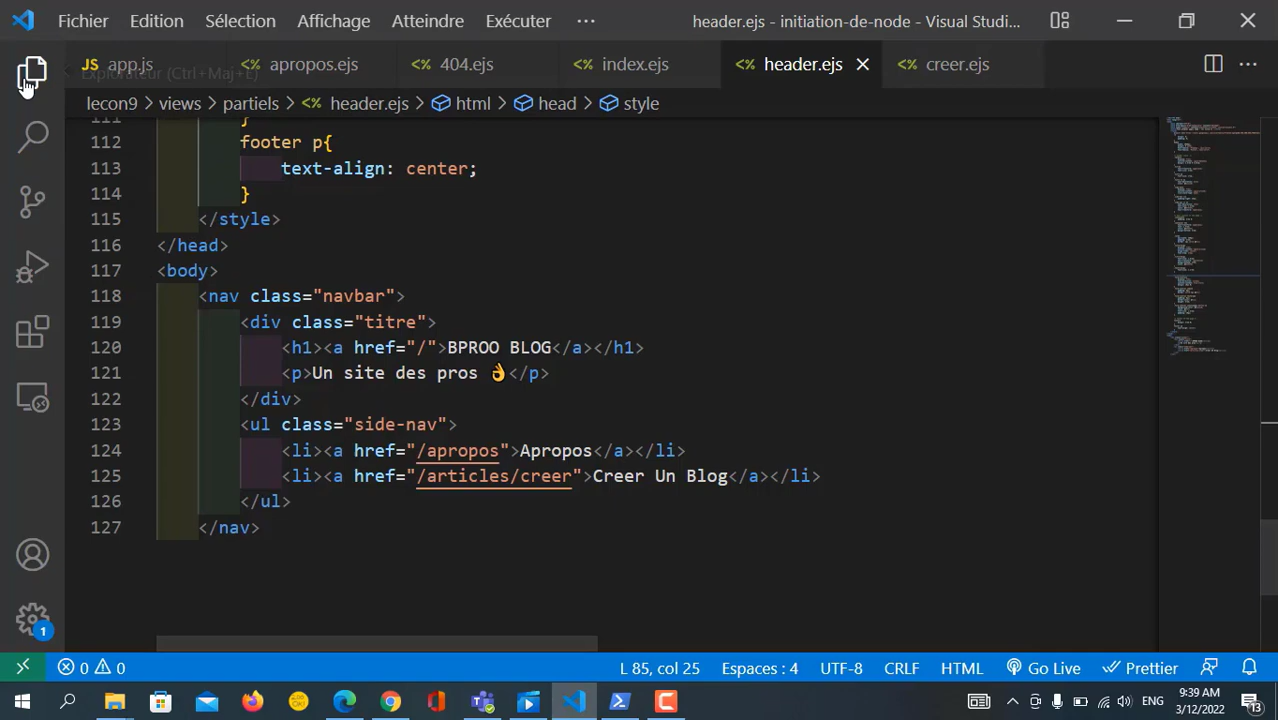 Fichier Edition Sélection Affichage Atteindre Exécuter ··· header.ejs - initiation-de-node - Visual Studi...
JS app.js <% apropos.ejs <% 404.ejs <% index.ejs <% header.ejs <% creer.ejs ···
Explorateur (Ctrl+Maj+E)
lecon9 > views > partiels > <% header.ejs > html > head > style
111 }
112 footer p{
113 text-align: center;
114 }
115 </style>
116 </head>
117 <body>
118 <nav class="navbar">
119 <div class="titre">
120 <h1><a href="/">BPROO BLOG</a></h1>
121 <p>Un site des pros 👌</p>
122 </div>
123 <ul class="side-nav">
124 <li><a href="/apropos">Apropos</a></li>
125 <li><a href="/articles/creer">Creer Un Blog</a></li>
126 </ul>
127 </nav>
1
0 0 L 85, col 25 Espaces : 4 UTF-8 CRLF HTML Go Live Prettier
ENG 9:39 AM
3/12/2022 13